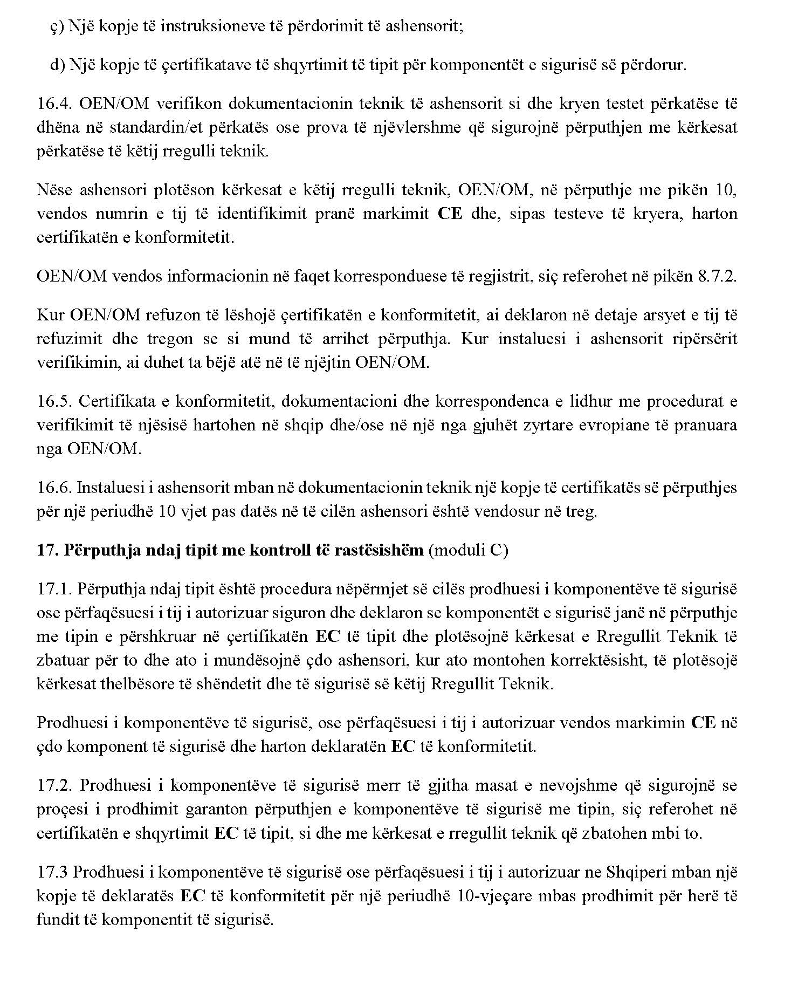 ç) Një kopje të instruksioneve të përdorimit të ashensorit;
d) Një kopje të çertifikatave të shqyrtimit të tipit për komponentët e sigurisë së përdorur.
16.4. OEN/OM verifikon dokumentacionin teknik të ashensorit si dhe kryen testet përkatëse të
dhëna në standardin/et përkatës ose prova të njëvlershme që sigurojnë përputhjen me kërkesat
përkatëse të këtij rregulli teknik.
Nëse ashensori plotëson kërkesat e këtij rregulli teknik, OEN/OM, në përputhje me pikën 10,
vendos numrin e tij të identifikimit pranë markimit CE dhe, sipas testeve të kryera, harton
certifikatën e konformitetit.
OEN/OM vendos informacionin në faqet korresponduese të regjistrit, siç referohet në pikën 8.7.2.
Kur OEN/OM refuzon të lëshojë çertifikatën e konformitetit, ai deklaron në detaje arsyet e tij të
refuzimit dhe tregon se si mund të arrihet përputhja. Kur instaluesi i ashensorit ripërsërit
verifikimin, ai duhet ta bëjë atë në të njëjtin OEN/OM.
16.5. Certifikata e konformitetit, dokumentacioni dhe korrespondenca e lidhur me procedurat e
verifikimit të njësisë hartohen në shqip dhe/ose në një nga gjuhët zyrtare evropiane të pranuara
nga OEN/OM.
16.6. Instaluesi i ashensorit mban në dokumentacionin teknik një kopje të certifikatës së përputhjes
për një periudhë 10 vjet pas datës në të cilën ashensori është vendosur në treg.
17. Përputhja ndaj tipit me kontroll të rastësishëm (moduli C)
17.1. Përputhja ndaj tipit është procedura nëpërmjet së cilës prodhuesi i komponentëve të sigurisë
ose përfaqësuesi i tij i autorizuar siguron dhe deklaron se komponentët e sigurisë janë në përputhje
me tipin e përshkruar në çertifikatën EC të tipit dhe plotësojnë kërkesat e Rregullit Teknik të
zbatuar për to dhe ato i mundësojnë çdo ashensori, kur ato montohen korrektësisht, të plotësojë
kërkesat thelbësore të shëndetit dhe të sigurisë së këtij Rregullit Teknik.
Prodhuesi i komponentëve të sigurisë, ose përfaqësuesi i tij i autorizuar vendos markimin CE në
çdo komponent të sigurisë dhe harton deklaratën EC të konformitetit.
17.2. Prodhuesi i komponentëve të sigurisë merr të gjitha masat e nevojshme që sigurojnë se
proçesi i prodhimit garanton përputhjen e komponentëve të sigurisë me tipin, siç referohet në
certifikatën e shqyrtimit EC të tipit, si dhe me kërkesat e rregullit teknik që zbatohen mbi to.
17.3 Prodhuesi i komponentëve të sigurisë ose përfaqësuesi i tij i autorizuar ne Shqiperi mban një
kopje të deklaratës EC të konformitetit për një periudhë 10-vjeçare mbas prodhimit për herë të
fundit të komponentit të sigurisë.